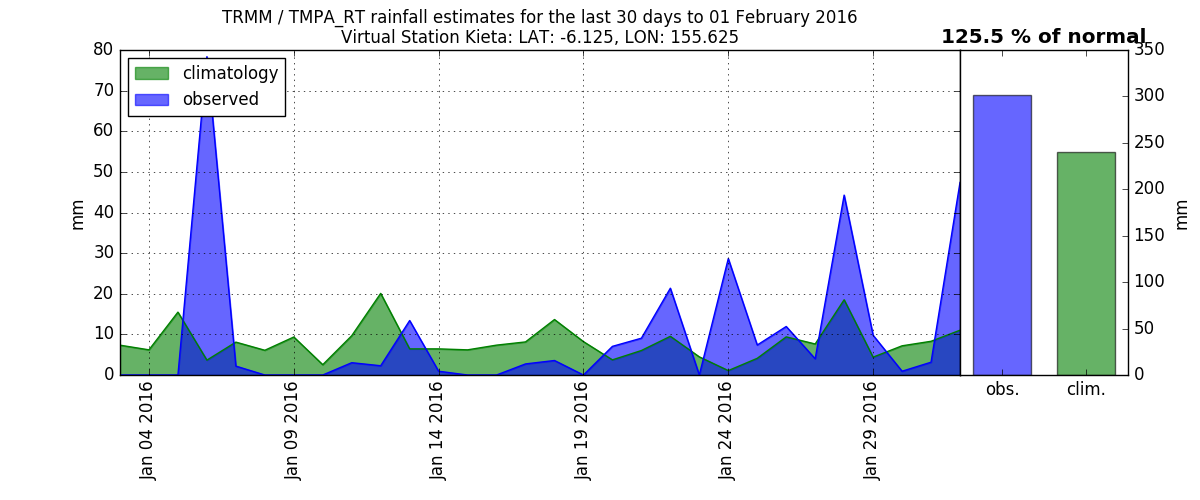 TRMM / TMPA_RT rainfall estimates for the last 30 days to 01 February 2016
Virtual Station Kieta: LAT: -6.125, LON: 155.625
125.5 % of normal
climatology
observed
mm
80
70
60
50
40
30
20
10
0
Jan 04 2016
Jan 09 2016
Jan 14 2016
Jan 19 2016
Jan 24 2016
Jan 29 2016
350
300
250
200
150
100
50
0
mm
obs.
clim.